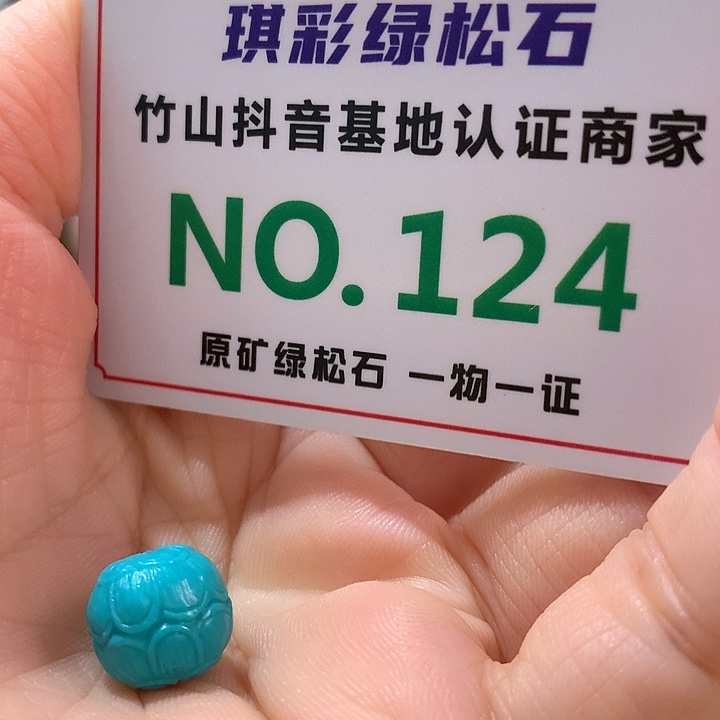 琪彩绿松石
竹山抖音基地认证商家
NO.124
原矿绿松石 一物一证